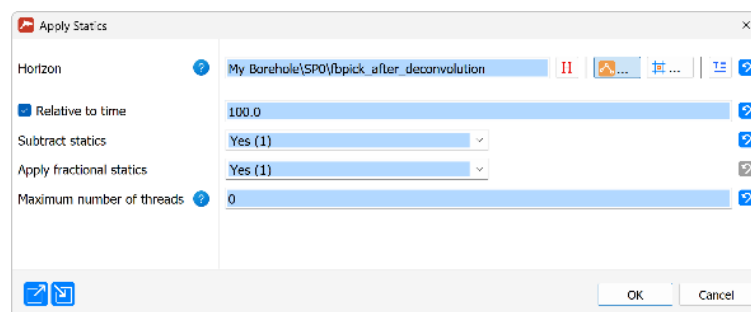 Apply Statics
Horizon My Borehole\SP0\fbpick_after_deconvolution ... ...
Relative to time 100.0
Subtract statics Yes (1)
Apply fractional statics Yes (1)
Maximum number of threads 0
OK Cancel